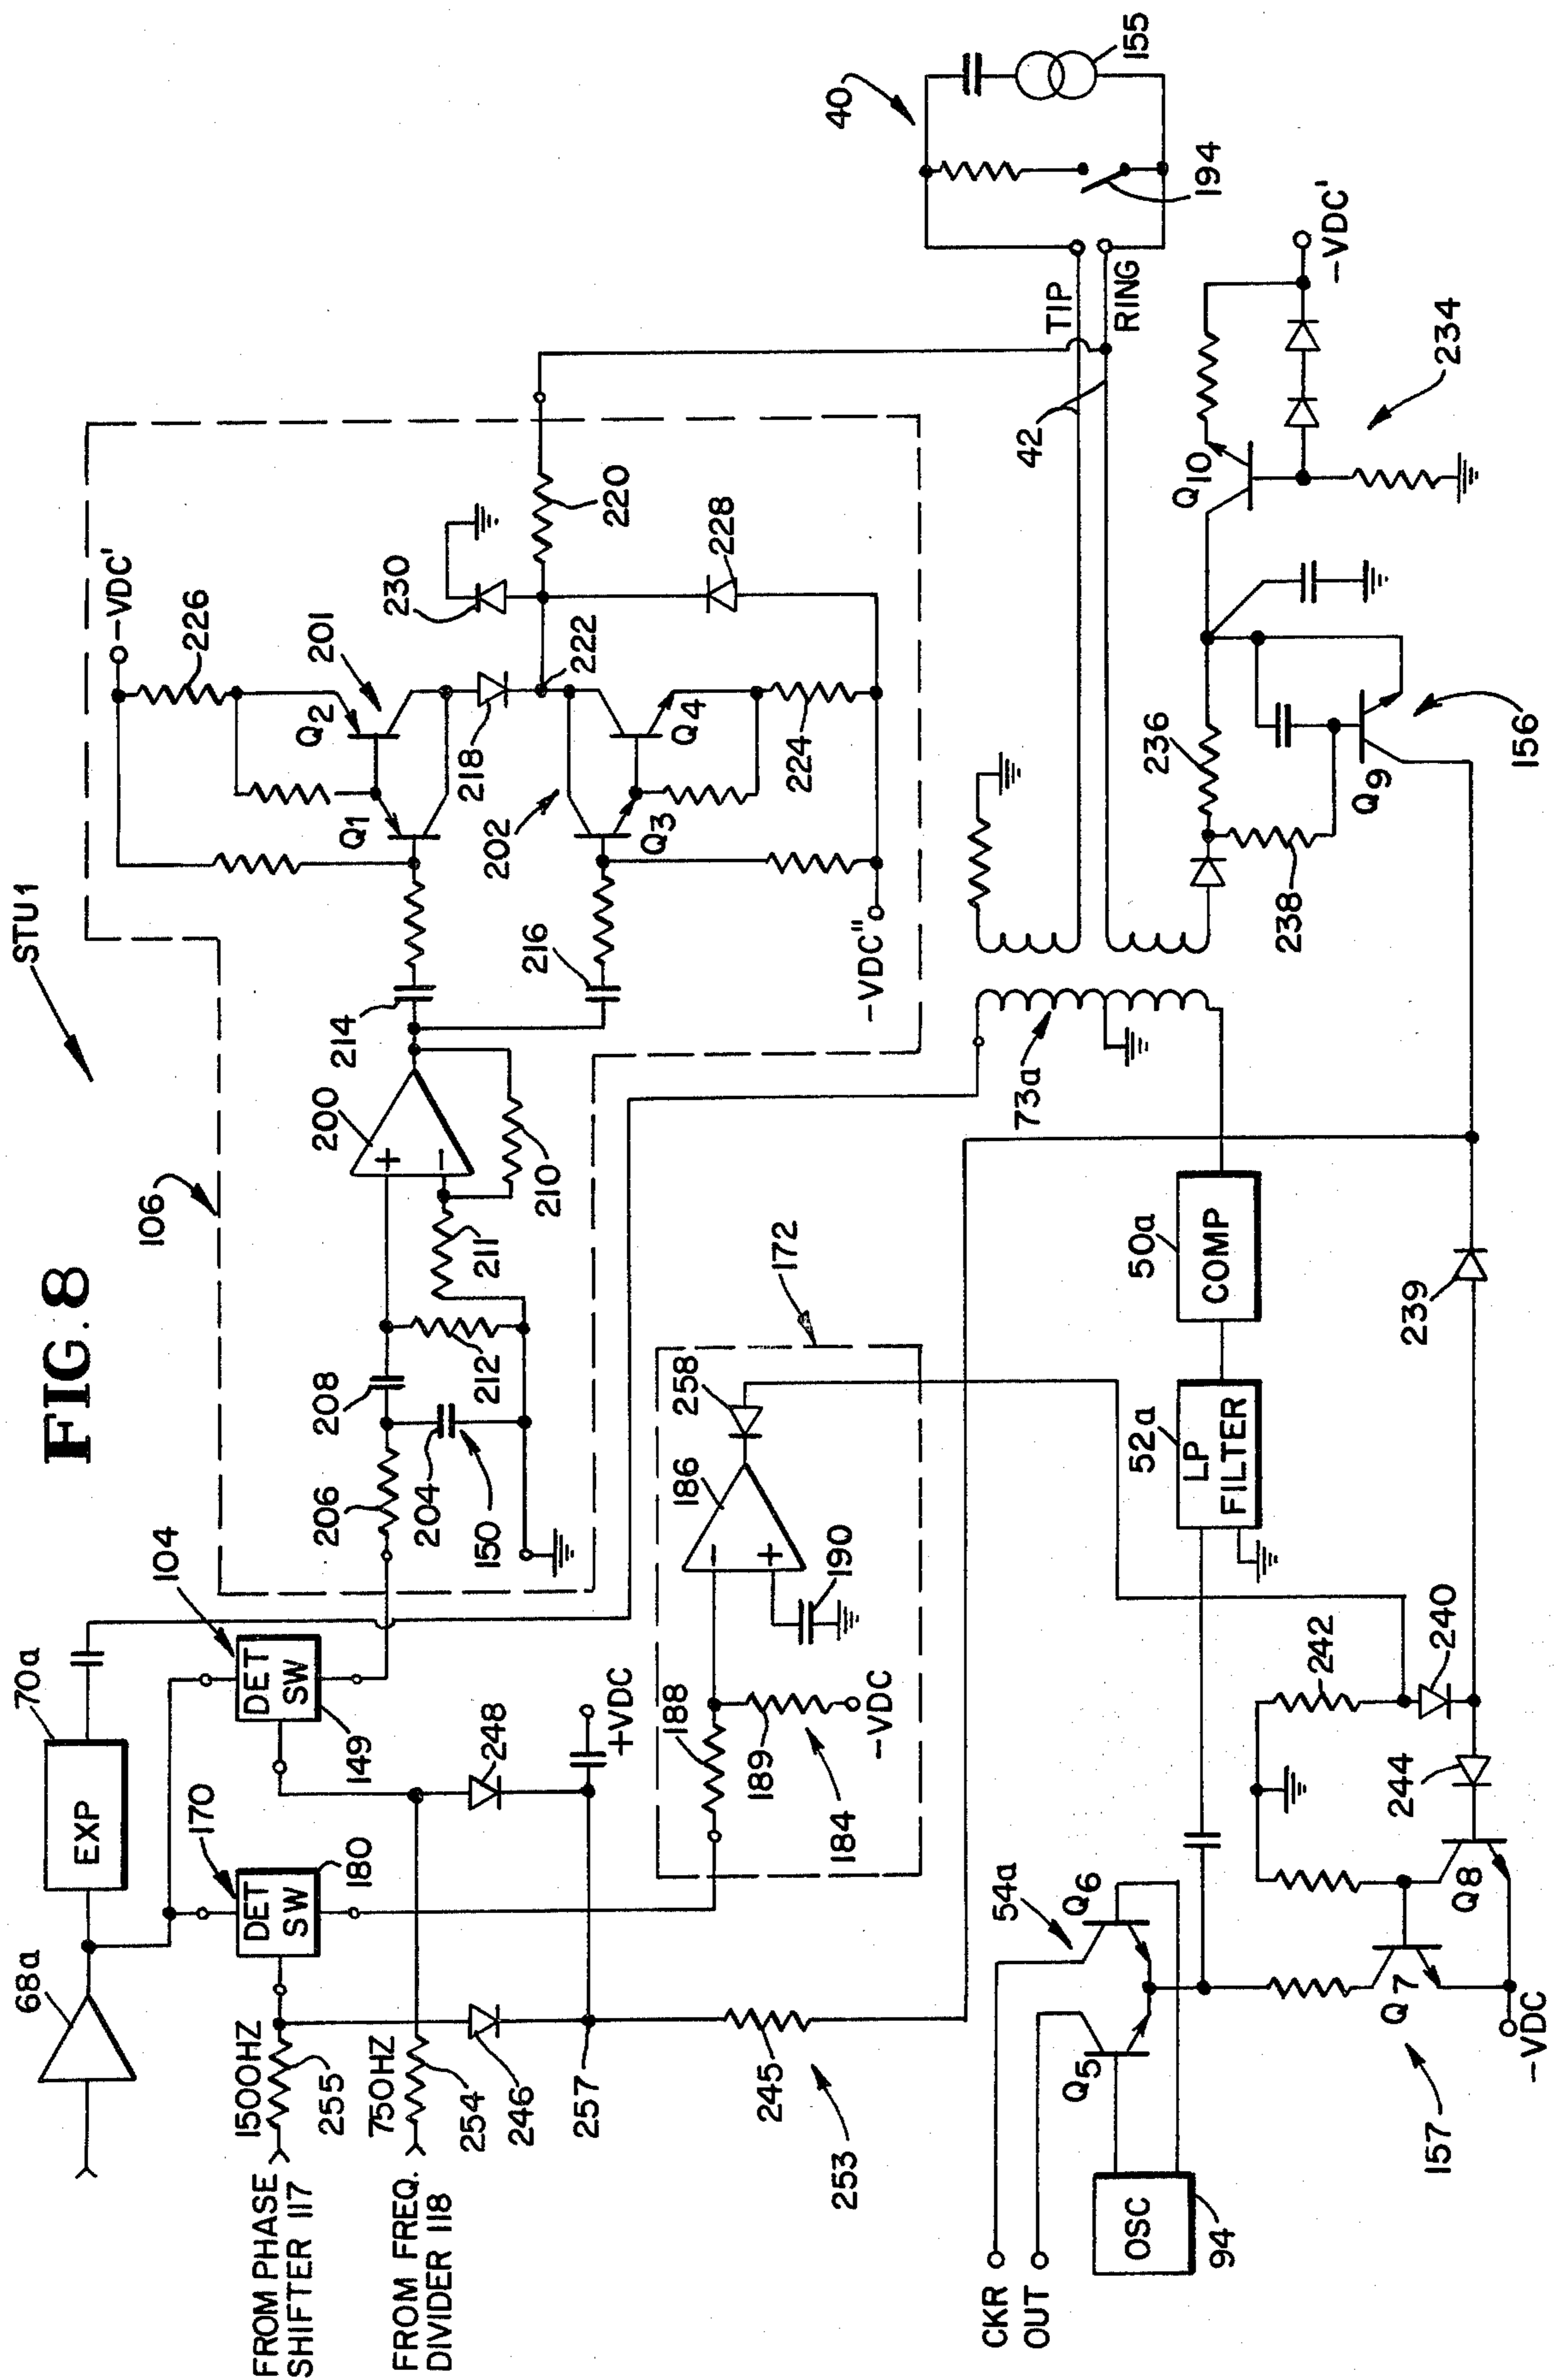 FIG. 8
STU1
106
68a
70a
EXP
170
DET
SW
180
104
DET
SW
149
1500HZ
FROM PHASE
SHIFTER 117
255
750HZ
FROM FREQ.
DIVIDER 118
254
246
248
257
+VDC
245
253
206
208
204
150
212
211
200
+
−
210
214
216
Q1
Q2
201
226
−VDC'
218
202
Q3
Q4
222
224
230
228
220
−VDC"
188
189
184
−VDC
186
−
+
190
258
172
40
155
194
TIP
RING
42
73a
50a
COMP
52a
LP
FILTER
236
238
Q9
156
Q10
234
−VDC'
239
240
242
244
CKR
OUT
OSC
94
54a
Q5
Q6
Q7
Q8
157
−VDC